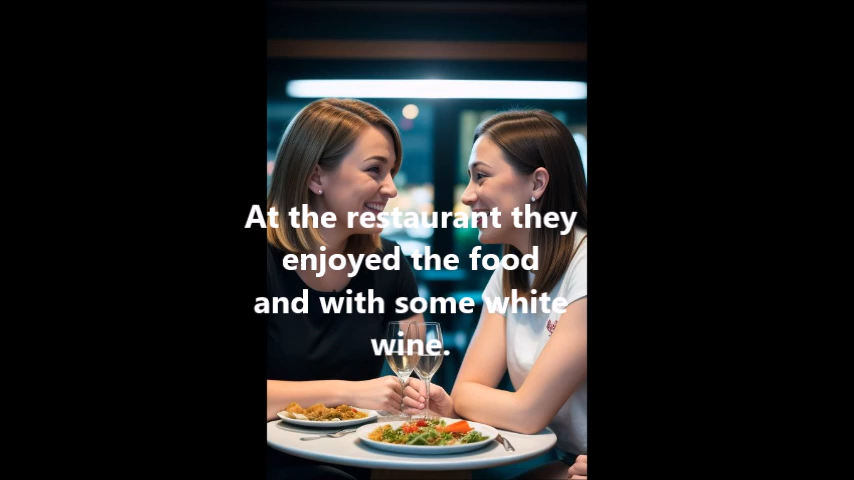 At the restaurant they
enjoyed the food
and with some white
wine.